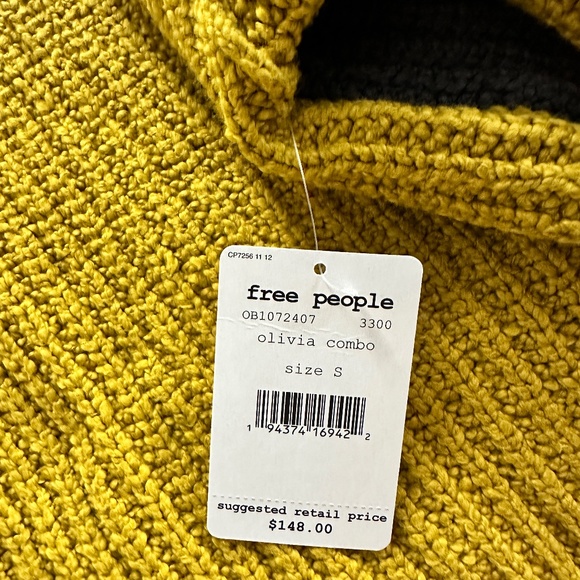 CP7256 11 12
free people
OB1072407 3300
olivia combo
size S
1 94374 16942 2
suggested retail price
$148.00